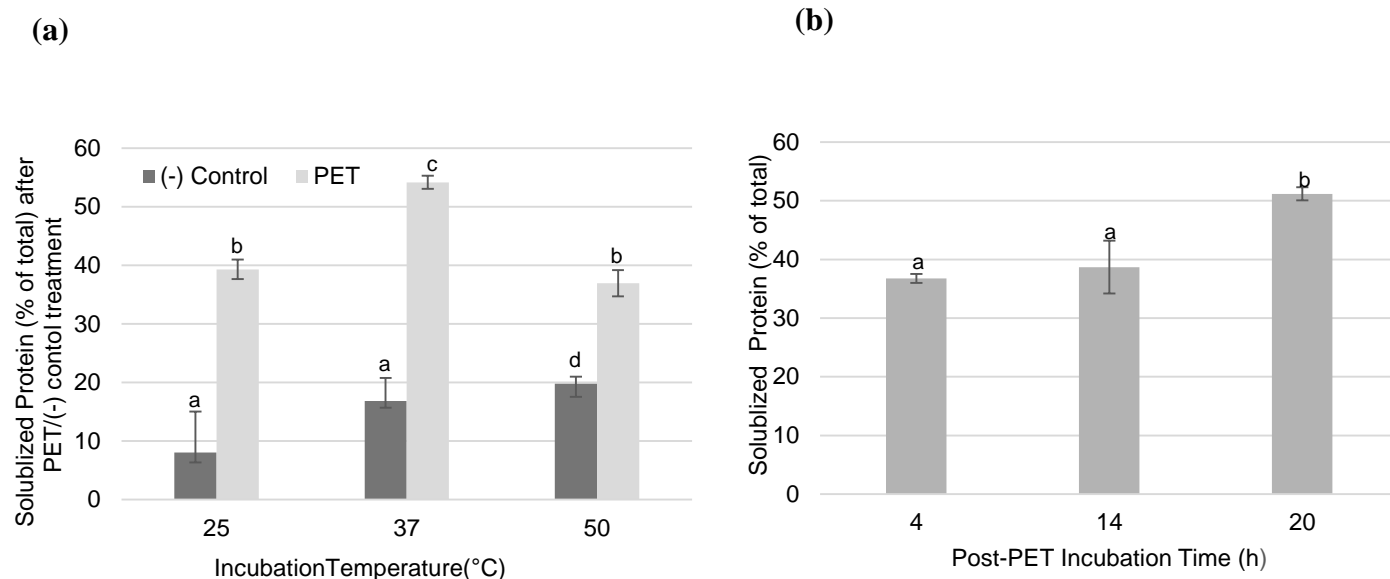 (a)
Solublized Protein (% of total) after
PET/(-) contol treatment
60
50
40
30
20
10
0
(-) Control PET
a b
a c
d b
25 37 50
IncubationTemperature(°C)
(b)
Solublized Protein (% of total)
60
50
40
30
20
10
0
a a b
4 14 20
Post-PET Incubation Time (h)